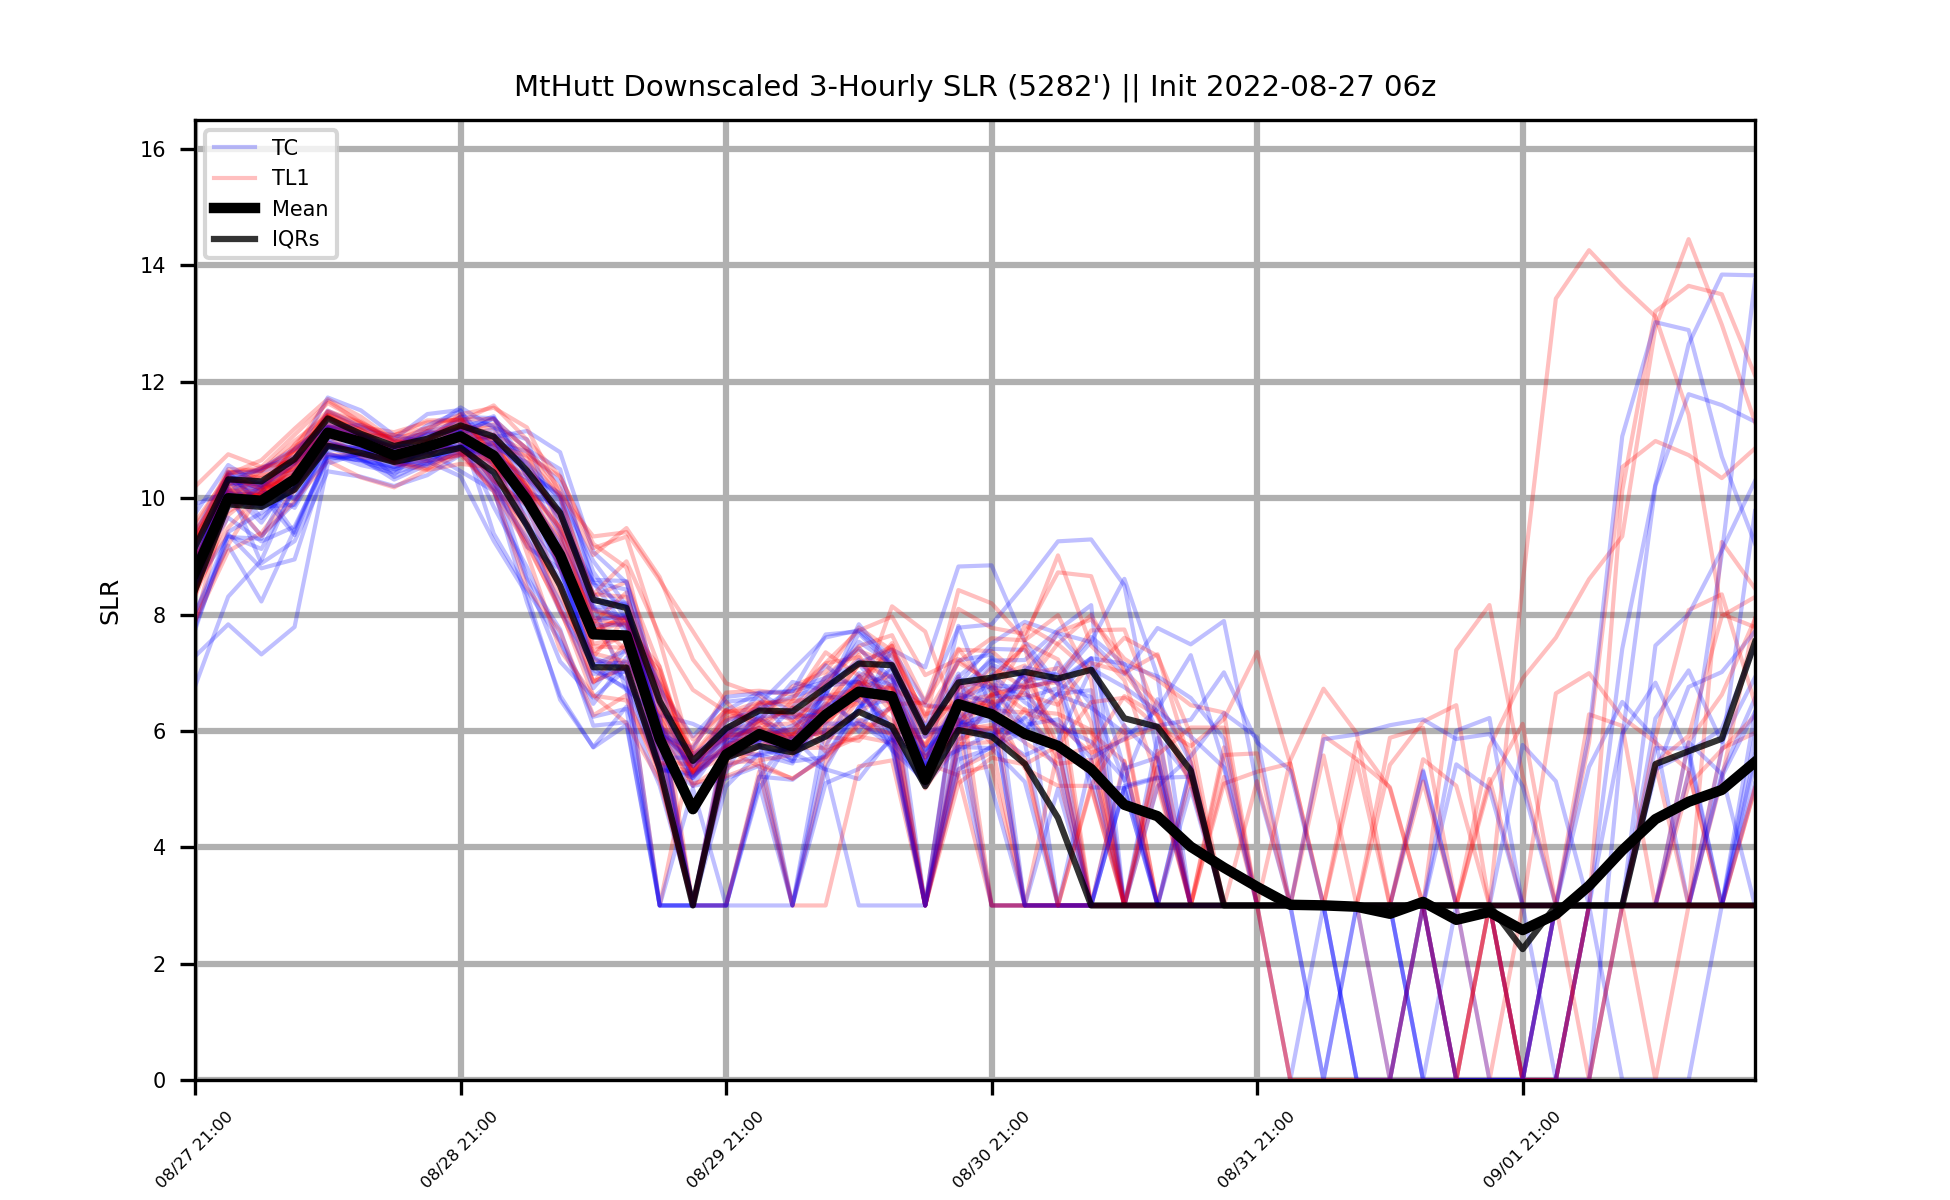 MtHutt Downscaled 3-Hourly SLR (5282') || Init 2022-08-27 06z
TC
TL1
Mean
IQRs
SLR
16
14
12
10
8
6
4
2
0
08/27 21:00
08/28 21:00
08/29 21:00
08/30 21:00
08/31 21:00
09/01 21:00